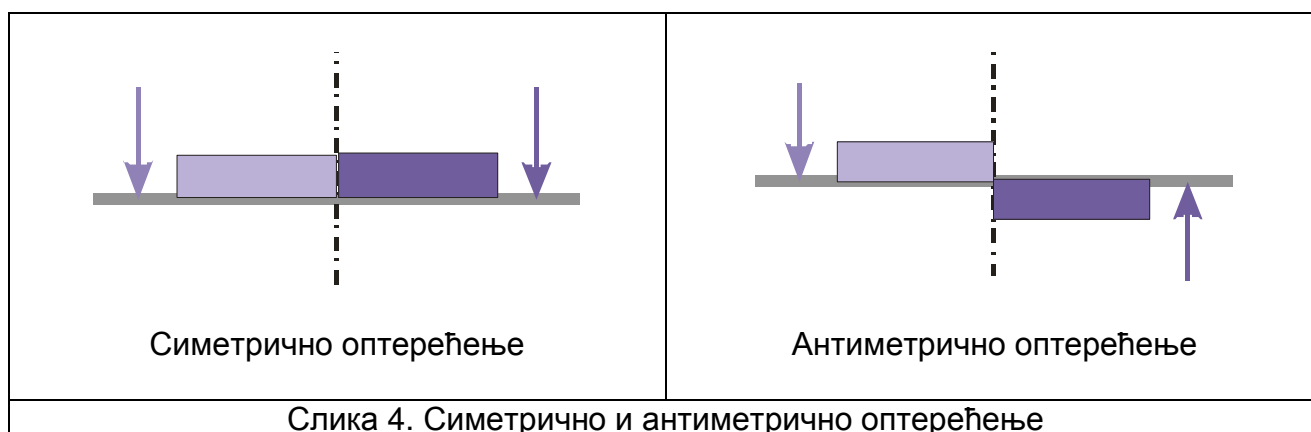 Симетрично оптерећење
Антиметрично оптерећење
Слика 4. Симетрично и антиметрично оптерећење